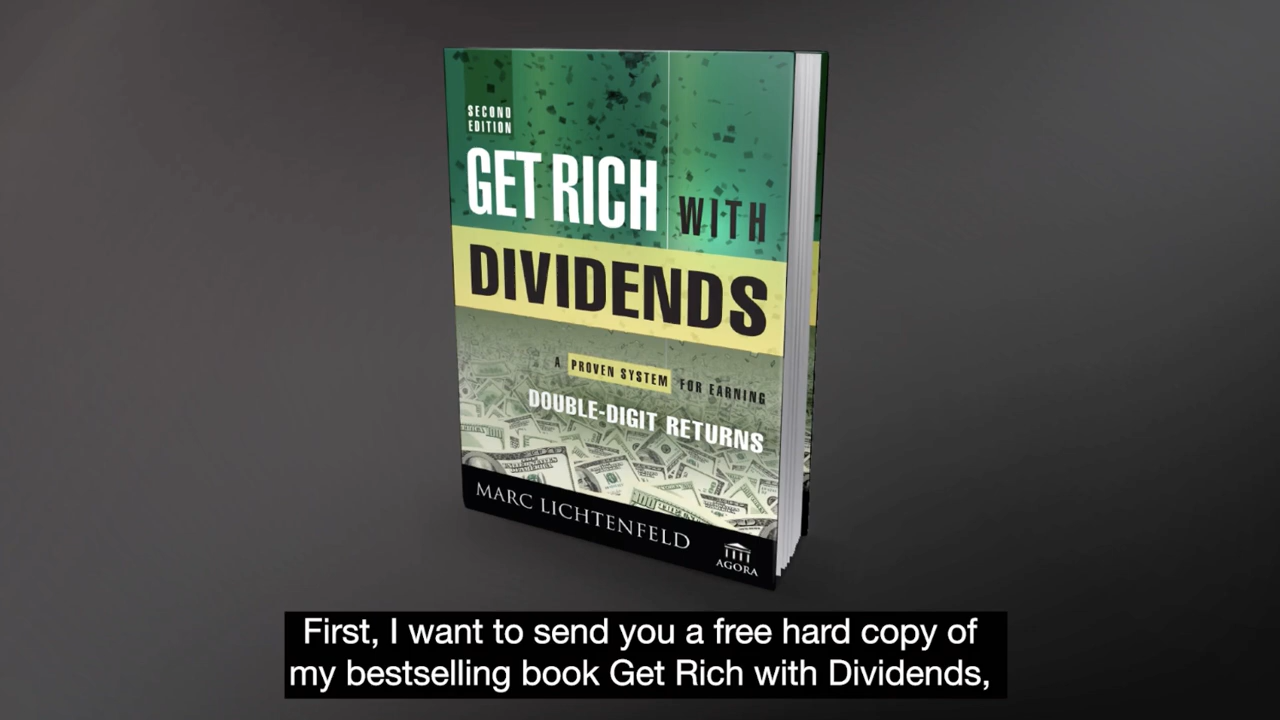 SECOND
EDITION
GET RICH WITH
DIVIDENDS
A PROVEN SYSTEM FOR EARNING
DOUBLE-DIGIT RETURNS
MARC LICHTENFELD
AGORA
First, I want to send you a free hard copy of
my bestselling book Get Rich with Dividends,